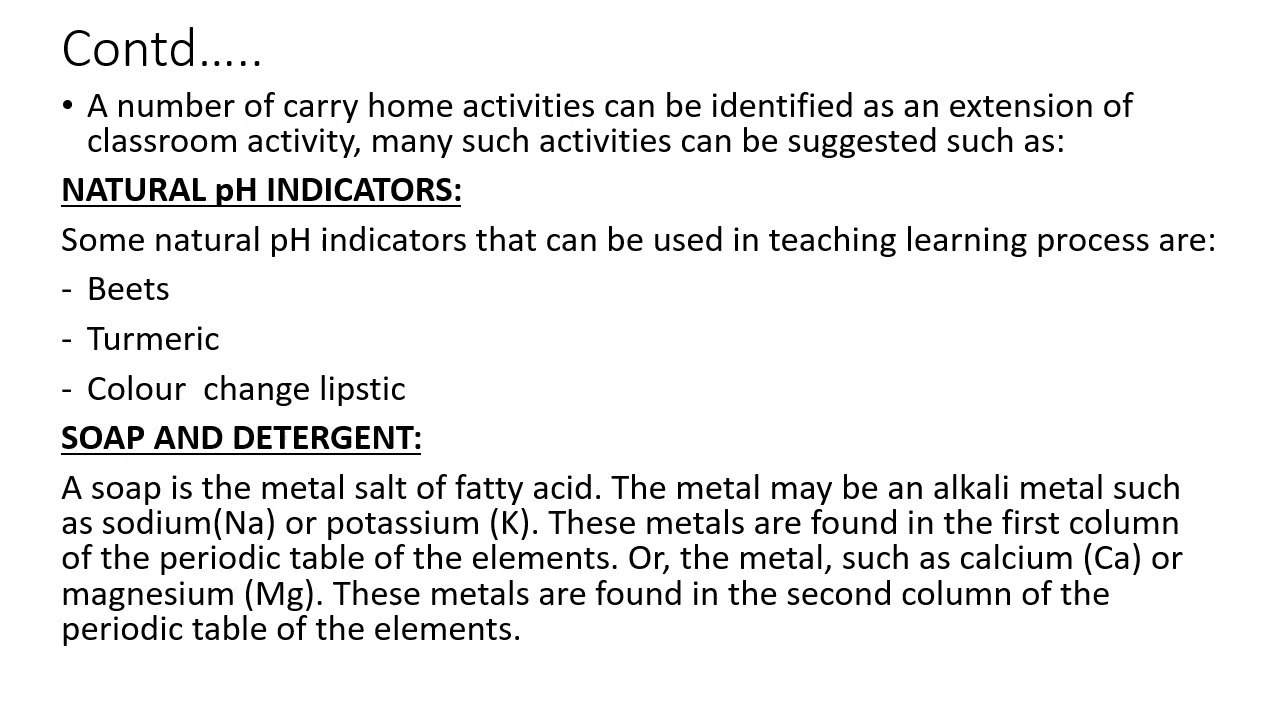 Contd…..
• A number of carry home activities can be identified as an extension of
classroom activity, many such activities can be suggested such as:
NATURAL pH INDICATORS:
Some natural pH indicators that can be used in teaching learning process are:
- Beets
- Turmeric
- Colour  change lipstic
SOAP AND DETERGENT:
A soap is the metal salt of fatty acid. The metal may be an alkali metal such
as sodium(Na) or potassium (K). These metals are found in the first column
of the periodic table of the elements. Or, the metal, such as calcium (Ca) or
magnesium (Mg). These metals are found in the second column of the
periodic table of the elements.